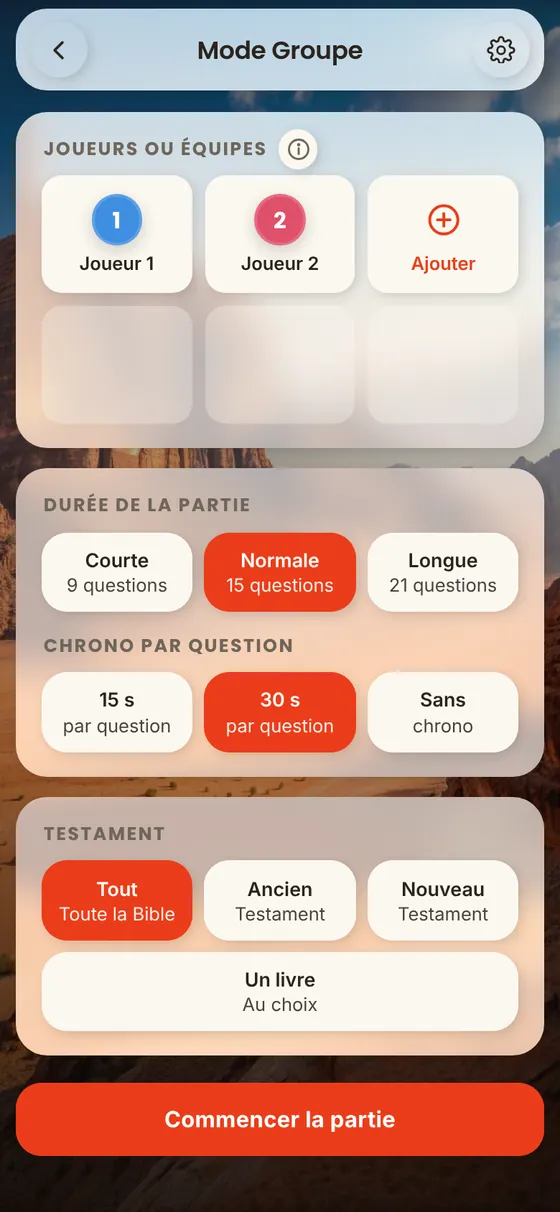 Mode Groupe
JOUEURS OU ÉQUIPES
1
2
Joueur 1
Joueur 2
Ajouter
DURÉE DE LA PARTIE
Courte
9 questions
Normale
15 questions
Longue
21 questions
CHRONO PAR QUESTION
15 s
par question
30 s
par question
Sans
chrono
TESTAMENT
Tout
Toute la Bible
Ancien
Testament
Nouveau
Testament
Un livre
Au choix
Commencer la partie